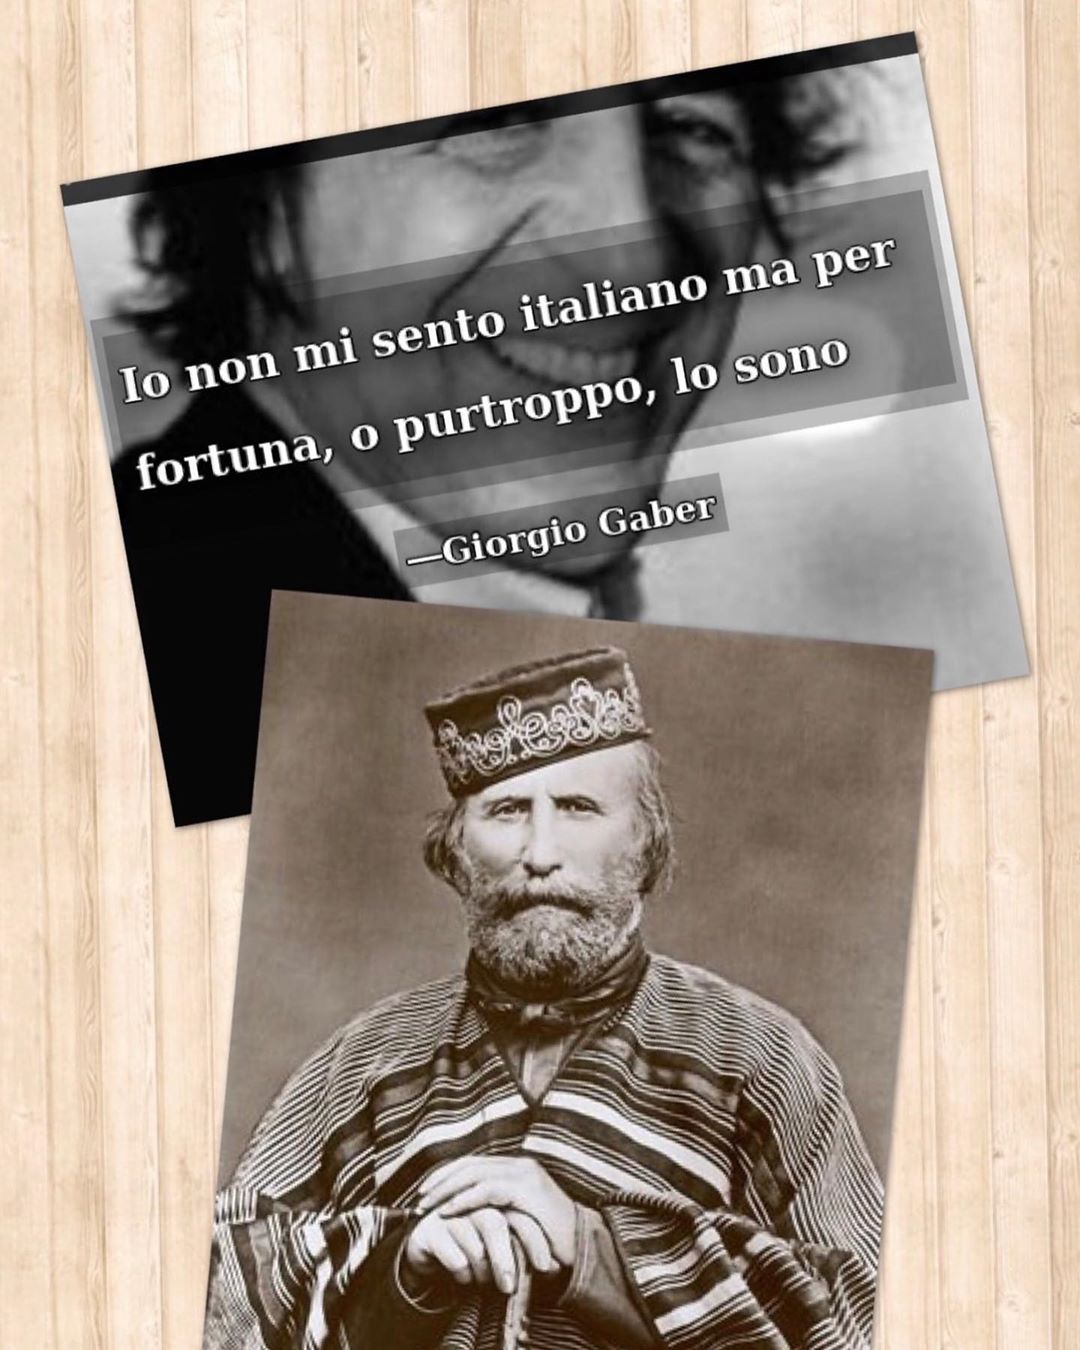 Io non mi sento italiano ma per
fortuna, o purtroppo, lo sono
—Giorgio Gaber